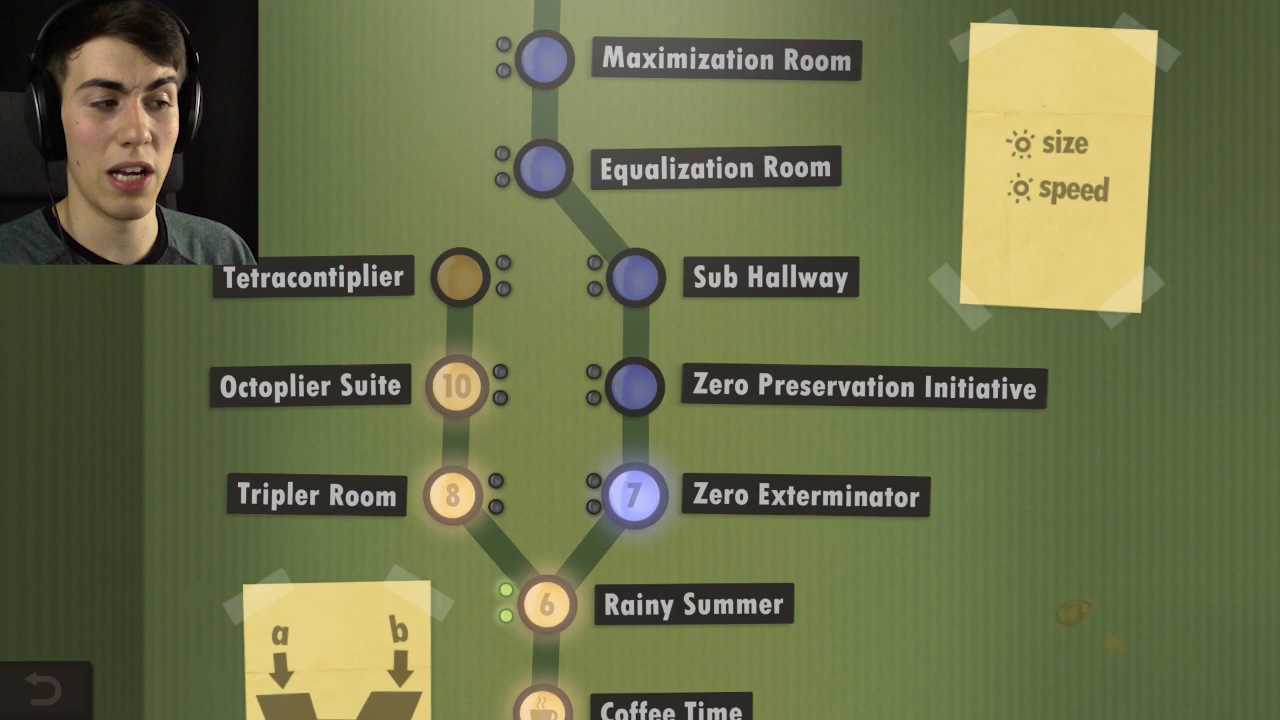 Maximization Room
Equalization Room
size
speed
Tetracontiplier
Sub Hallway
Octoplier Suite
10
Zero Preservation Initiative
Tripler Room
8
7
Zero Exterminator
6
Rainy Summer
a
b
Coffee Time